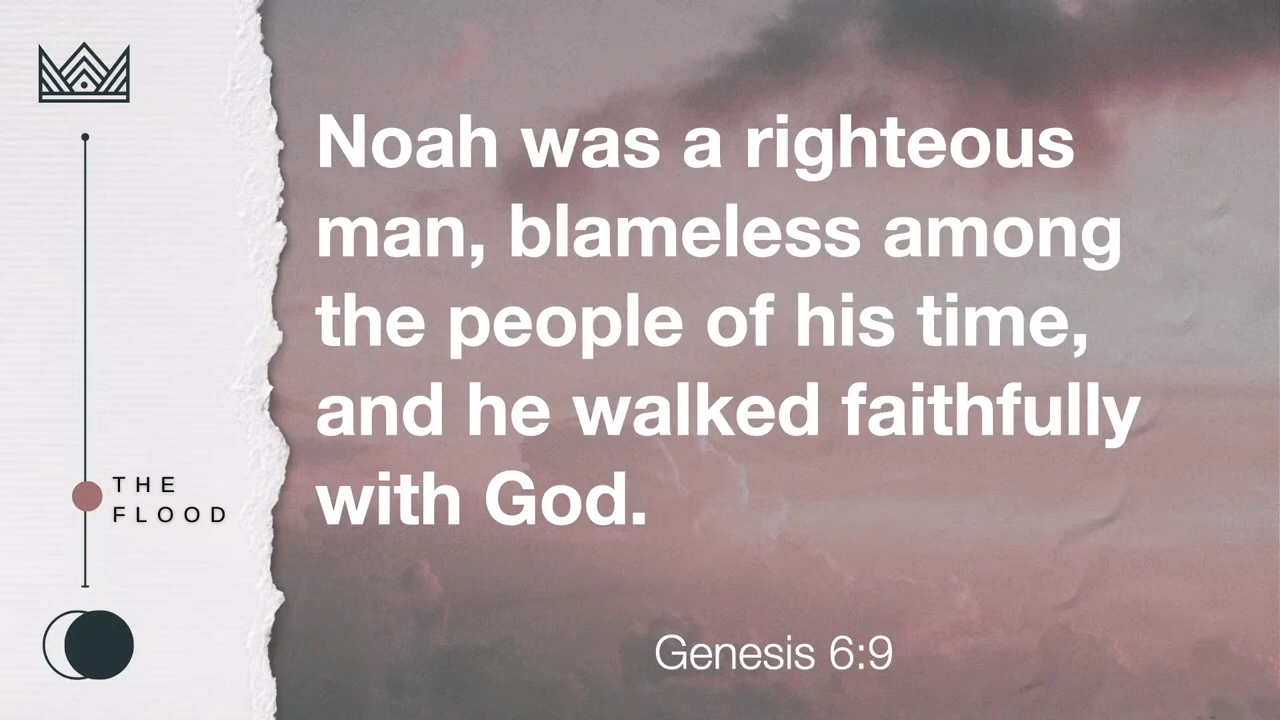 THE
FLOOD
Noah was a righteous
man, blameless among
the people of his time,
and he walked faithfully
with God.
Genesis 6:9